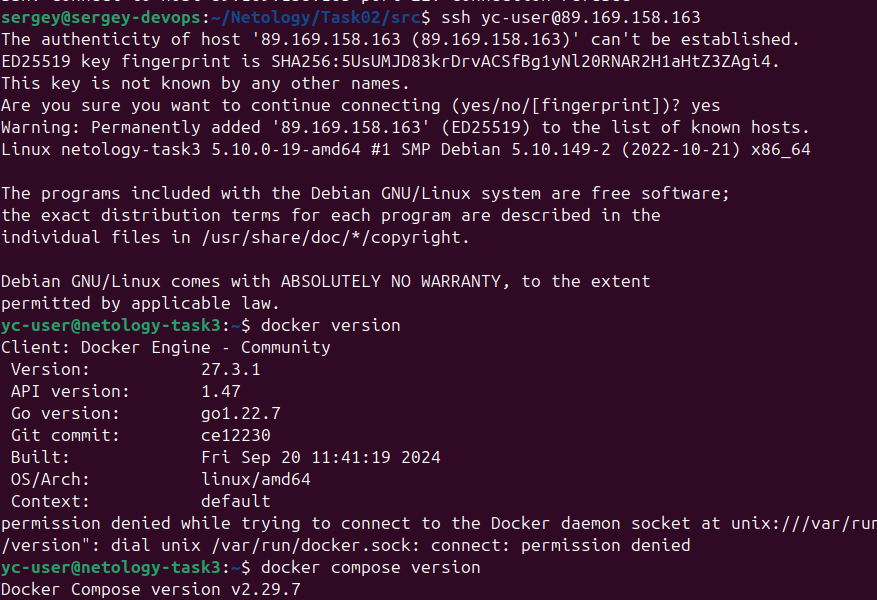 sergey@sergey-devops:~/Netology/Task02/src$ ssh yc-user@89.169.158.163
The authenticity of host '89.169.158.163 (89.169.158.163)' can't be established.
ED25519 key fingerprint is SHA256:5UsUMJD83krDrvACSfBg1yNl20RNAR2H1aHtZ3ZAgi4.
This key is not known by any other names.
Are you sure you want to continue connecting (yes/no/[fingerprint])? yes
Warning: Permanently added '89.169.158.163' (ED25519) to the list of known hosts.
Linux netology-task3 5.10.0-19-amd64 #1 SMP Debian 5.10.149-2 (2022-10-21) x86_64
The programs included with the Debian GNU/Linux system are free software;
the exact distribution terms for each program are described in the
individual files in /usr/share/doc/*/copyright.
Debian GNU/Linux comes with ABSOLUTELY NO WARRANTY, to the extent
permitted by applicable law.
yc-user@netology-task3:~$ docker version
Client: Docker Engine - Community
Version: 27.3.1
API version: 1.47
Go version: go1.22.7
Git commit: ce12230
Built: Fri Sep 20 11:41:19 2024
OS/Arch: linux/amd64
Context: default
permission denied while trying to connect to the Docker daemon socket at unix:///var/run
/version": dial unix /var/run/docker.sock: connect: permission denied
yc-user@netology-task3:~$ docker compose version
Docker Compose version v2.29.7